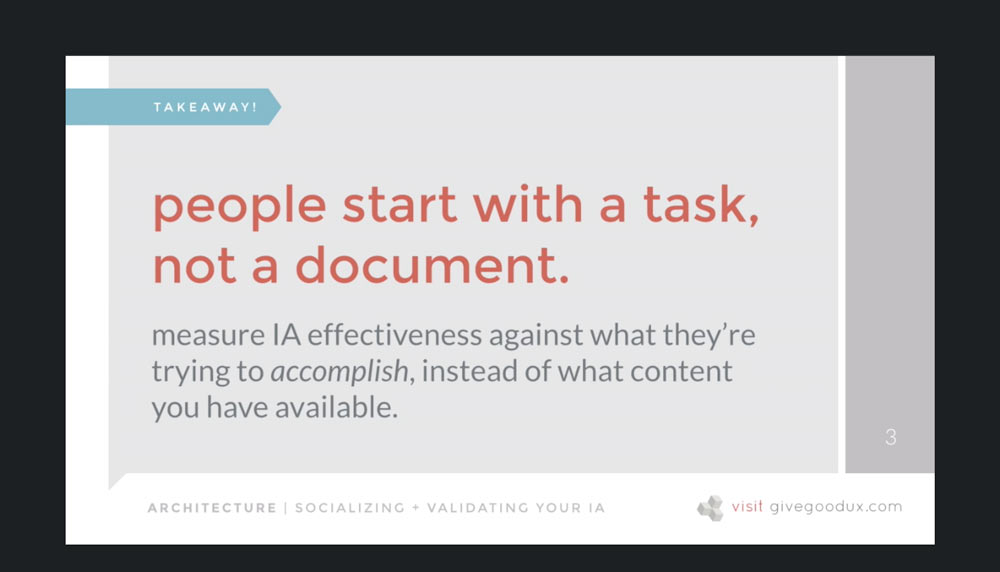 TAKEAWAY!
people start with a task,
not a document.
measure IA effectiveness against what they’re
trying to accomplish, instead of what content
you have available.
3
ARCHITECTURE | SOCIALIZING + VALIDATING YOUR IA
visit givegoodux.com